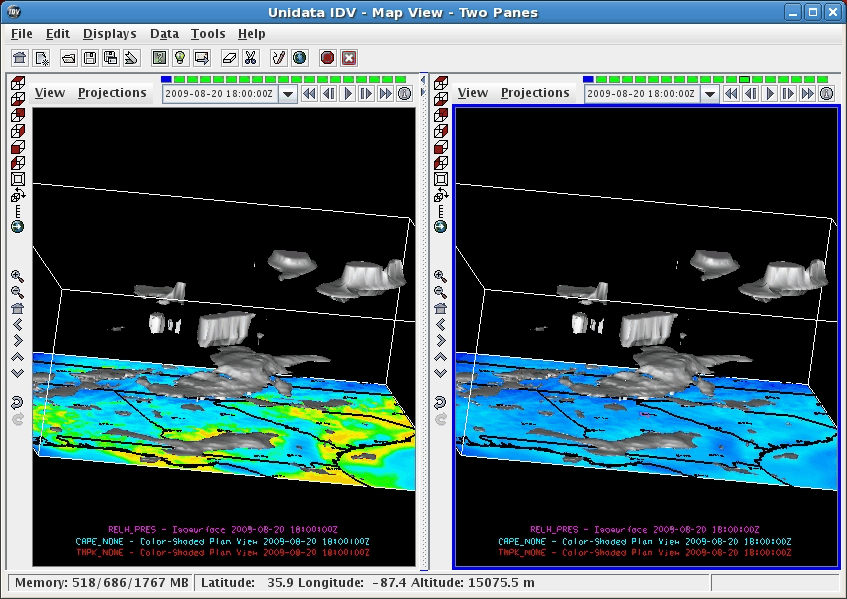 IDV
Unidata IDV - Map View - Two Panes
File Edit Displays Data Tools Help
View Projections
2009-08-20 18:00:00Z
RELH_PRES - Isosurface 2009-08-20 18:00:00Z
CAPE_NONE - Color-Shaded Plan View 2009-08-20 18:00:00Z
TMPK_NONE - Color-Shaded Plan View 2009-08-20 18:00:00Z
View Projections
2009-08-20 18:00:00Z
RELH_PRES - Isosurface 2009-08-20 18:00:00Z
CAPE_NONE - Color-Shaded Plan View 2009-08-20 18:00:00Z
TMPK_NONE - Color-Shaded Plan View 2009-08-20 18:00:00Z
Memory: 518/686/1767 MB Latitude: 35.9 Longitude: -87.4 Altitude: 15075.5 m